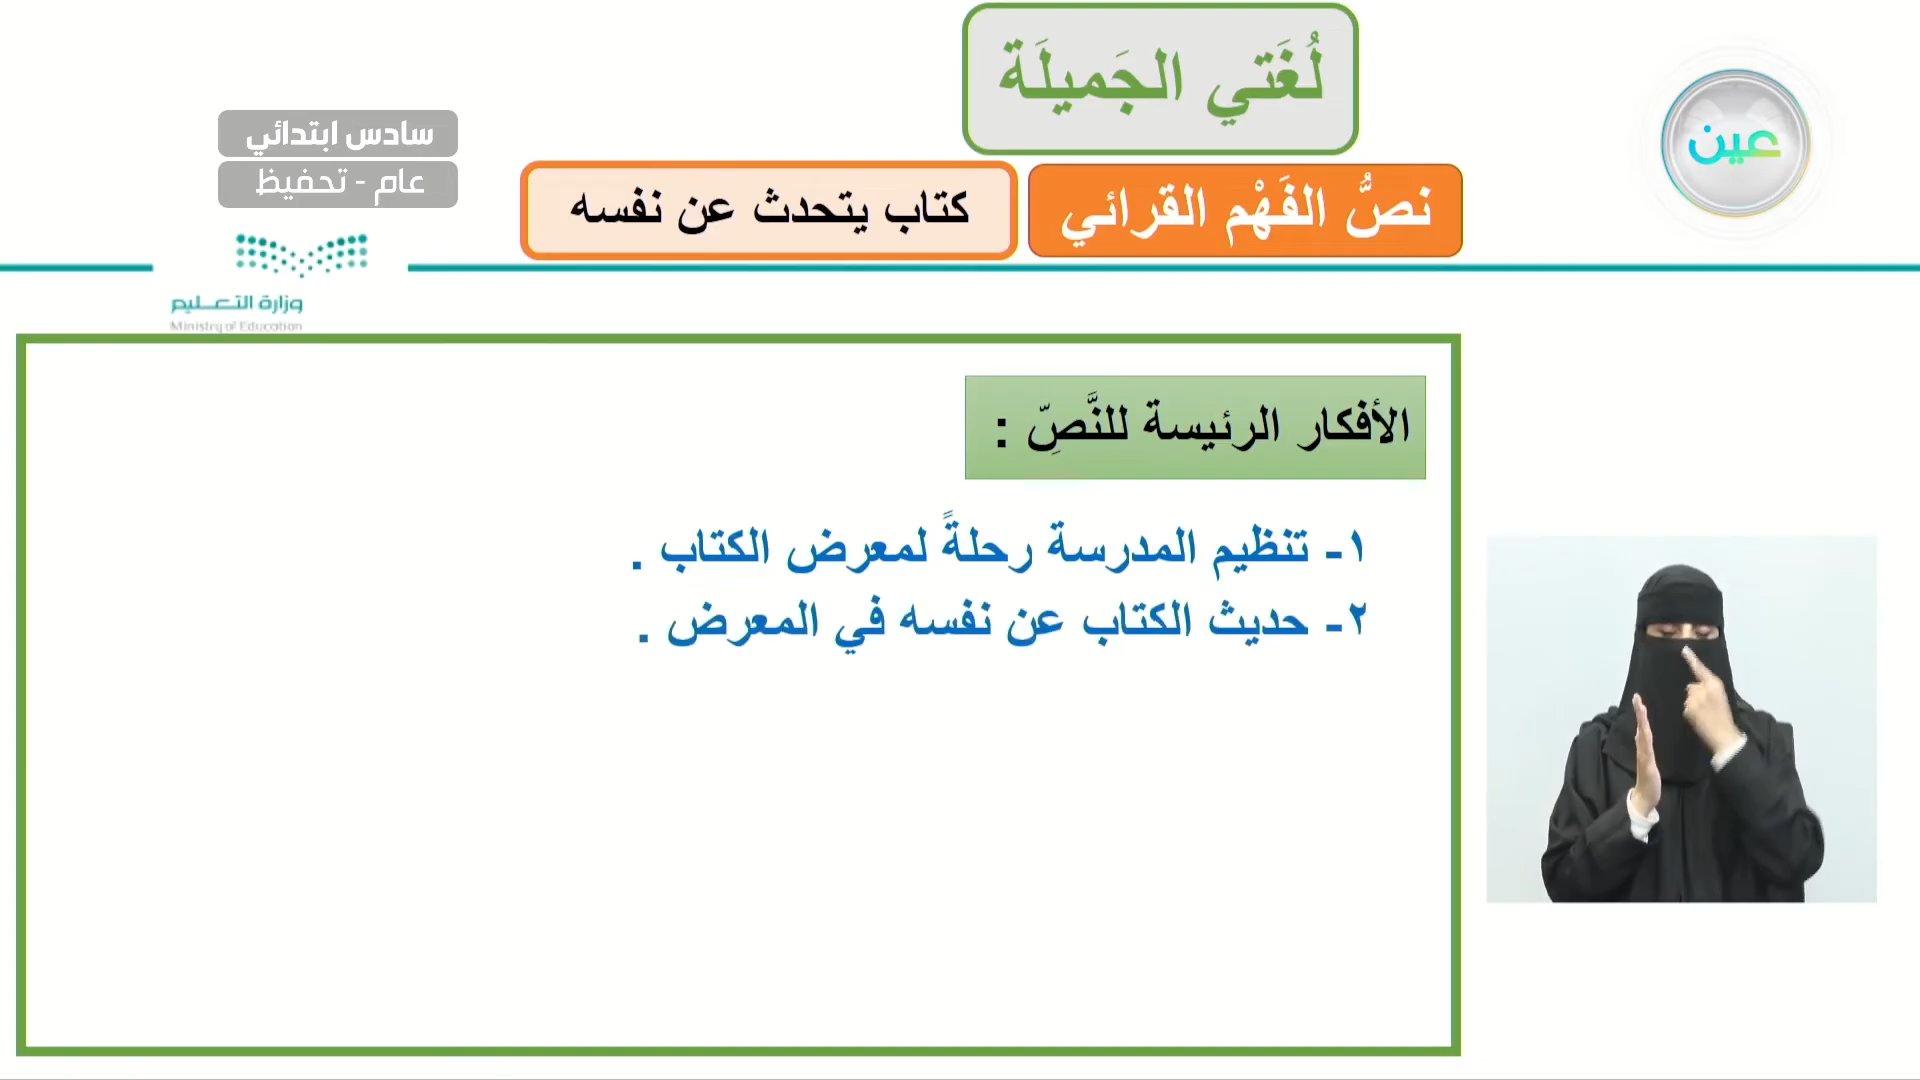 لُغَتي الجَميلَة
عين
سادس ابتدائي
عام - تحفيظ
نصُّ الفَهْم القرائي
كتاب يتحدث عن نفسه
وزارة التعليم
Ministry of Education
الأفكار الرئيسة للنَّصِّ :
١- تنظيم المدرسة رحلةً لمعرض الكتاب .
٢- حديث الكتاب عن نفسه في المعرض .